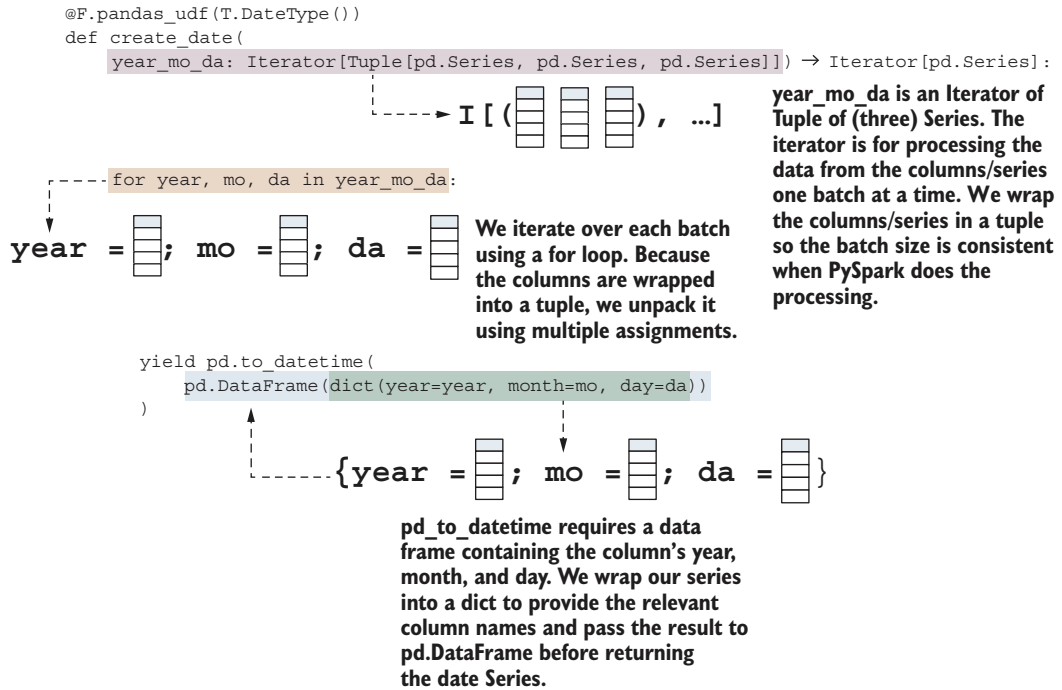 @F.pandas_udf(T.DateType())
def create_date(
year_mo_da: Iterator[Tuple[pd.Series, pd.Series, pd.Series]]) → Iterator[pd.Series]:
I[( ), …]
year_mo_da is an Iterator of
Tuple of (three) Series. The
iterator is for processing the
data from the columns/series
one batch at a time. We wrap
the columns/series in a tuple
so the batch size is consistent
when PySpark does the
processing.
for year, mo, da in year_mo_da:
year = ; mo = ; da =
We iterate over each batch
using a for loop. Because
the columns are wrapped
into a tuple, we unpack it
using multiple assignments.
yield pd.to_datetime(
pd.DataFrame(dict(year=year, month=mo, day=da))
)
{year = ; mo = ; da = }
pd_to_datetime requires a data
frame containing the column’s year,
month, and day. We wrap our series
into a dict to provide the relevant
column names and pass the result to
pd.DataFrame before returning
the date Series.